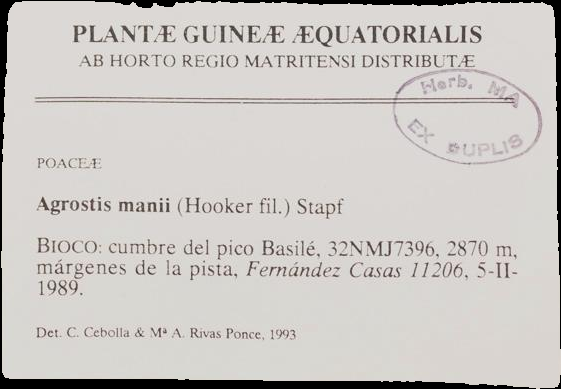 PLANTÆ GUINEÆ ÆQUATORIALIS
AB HORTO REGIO MATRITENSI DISTRIBUTÆ
Herb. MA
EX DUPLIS
POACEÆ
Agrostis manii (Hooker fil.) Stapf
BIOCO: cumbre del pico Basilé, 32NMJ7396, 2870 m,
márgenes de la pista, Fernández Casas 11206, 5-II-
1989.
Det. C. Cebolla & Mª A. Rivas Ponce, 1993